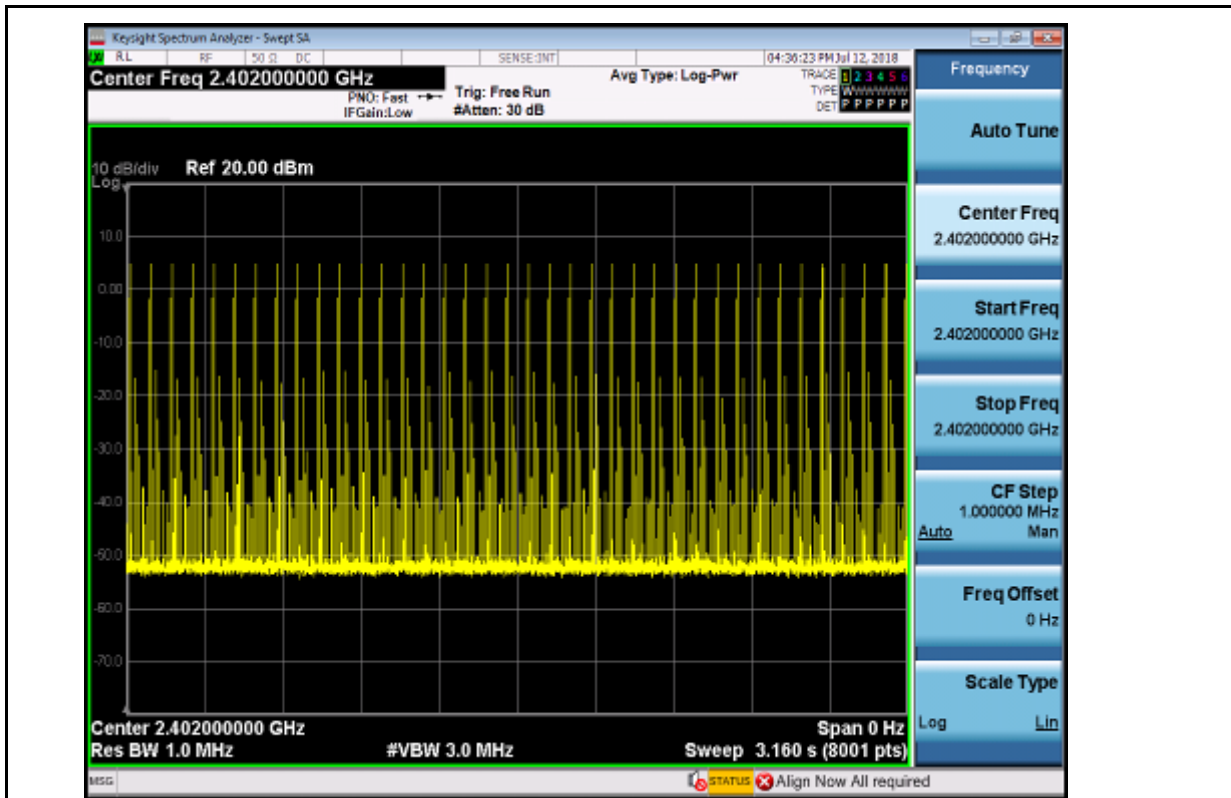 Keysight Spectrum Analyzer - Swept SA
RL RF 50 Ω DC SENSE:INT 04:36:23 PM Jul 12, 2018
Center Freq 2.402000000 GHz
Avg Type: Log-Pwr
TRACE 1 2 3 4 5 6
PNO: Fast
Trig: Free Run
TYPE WWWWWW
IFGain:Low
#Atten: 30 dB
DET P P P P P P
10 dB/div Ref 20.00 dBm
Log
10.0
0.00
-10.0
-20.0
-30.0
-40.0
-50.0
-60.0
-70.0
Center 2.402000000 GHz Span 0 Hz
Res BW 1.0 MHz #VBW 3.0 MHz Sweep 3.160 s (8001 pts)
MSG STATUS Align Now All required
Frequency
Auto Tune
Center Freq
2.402000000 GHz
Start Freq
2.402000000 GHz
Stop Freq
2.402000000 GHz
CF Step
1.000000 MHz
Auto Man
Freq Offset
0 Hz
Scale Type
Log Lin